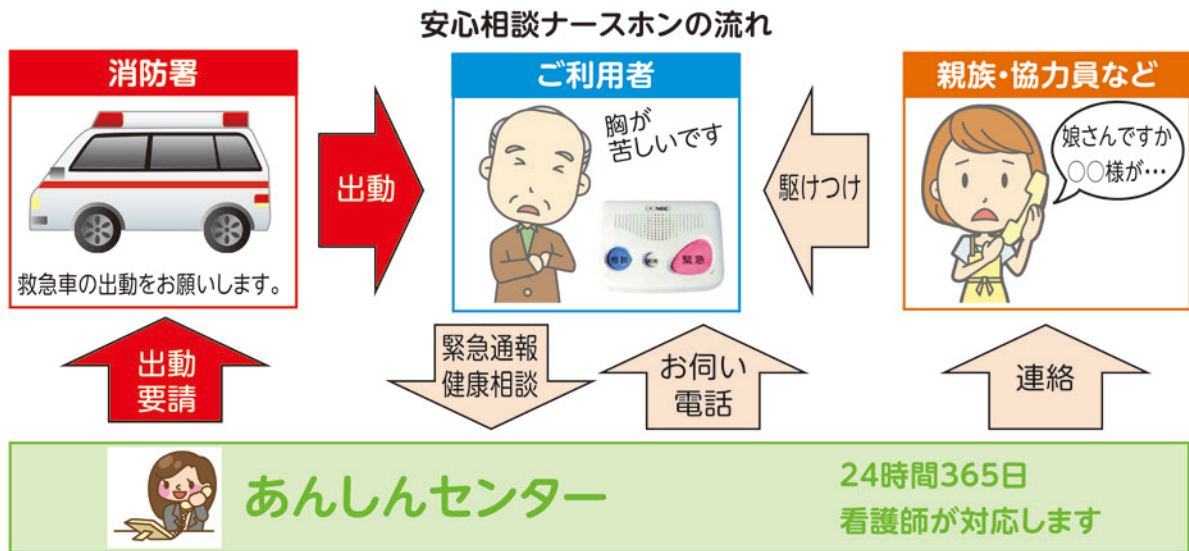 安心相談ナースホンの流れ
消防署
救急車の出動をお願いします。
出動
ご利用者
胸が
苦しいです
NEC
相談
緊急
駆けつけ
親族・協力員など
娘さんですか
○○様が…
出動
要請
緊急通報
健康相談
お伺い
電話
連絡
あんしんセンター
24時間365日
看護師が対応します